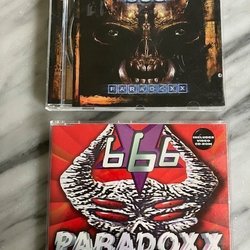 PARADOXX
666
INCLUDES
VIDEO
CD-ROM
PARADOXX